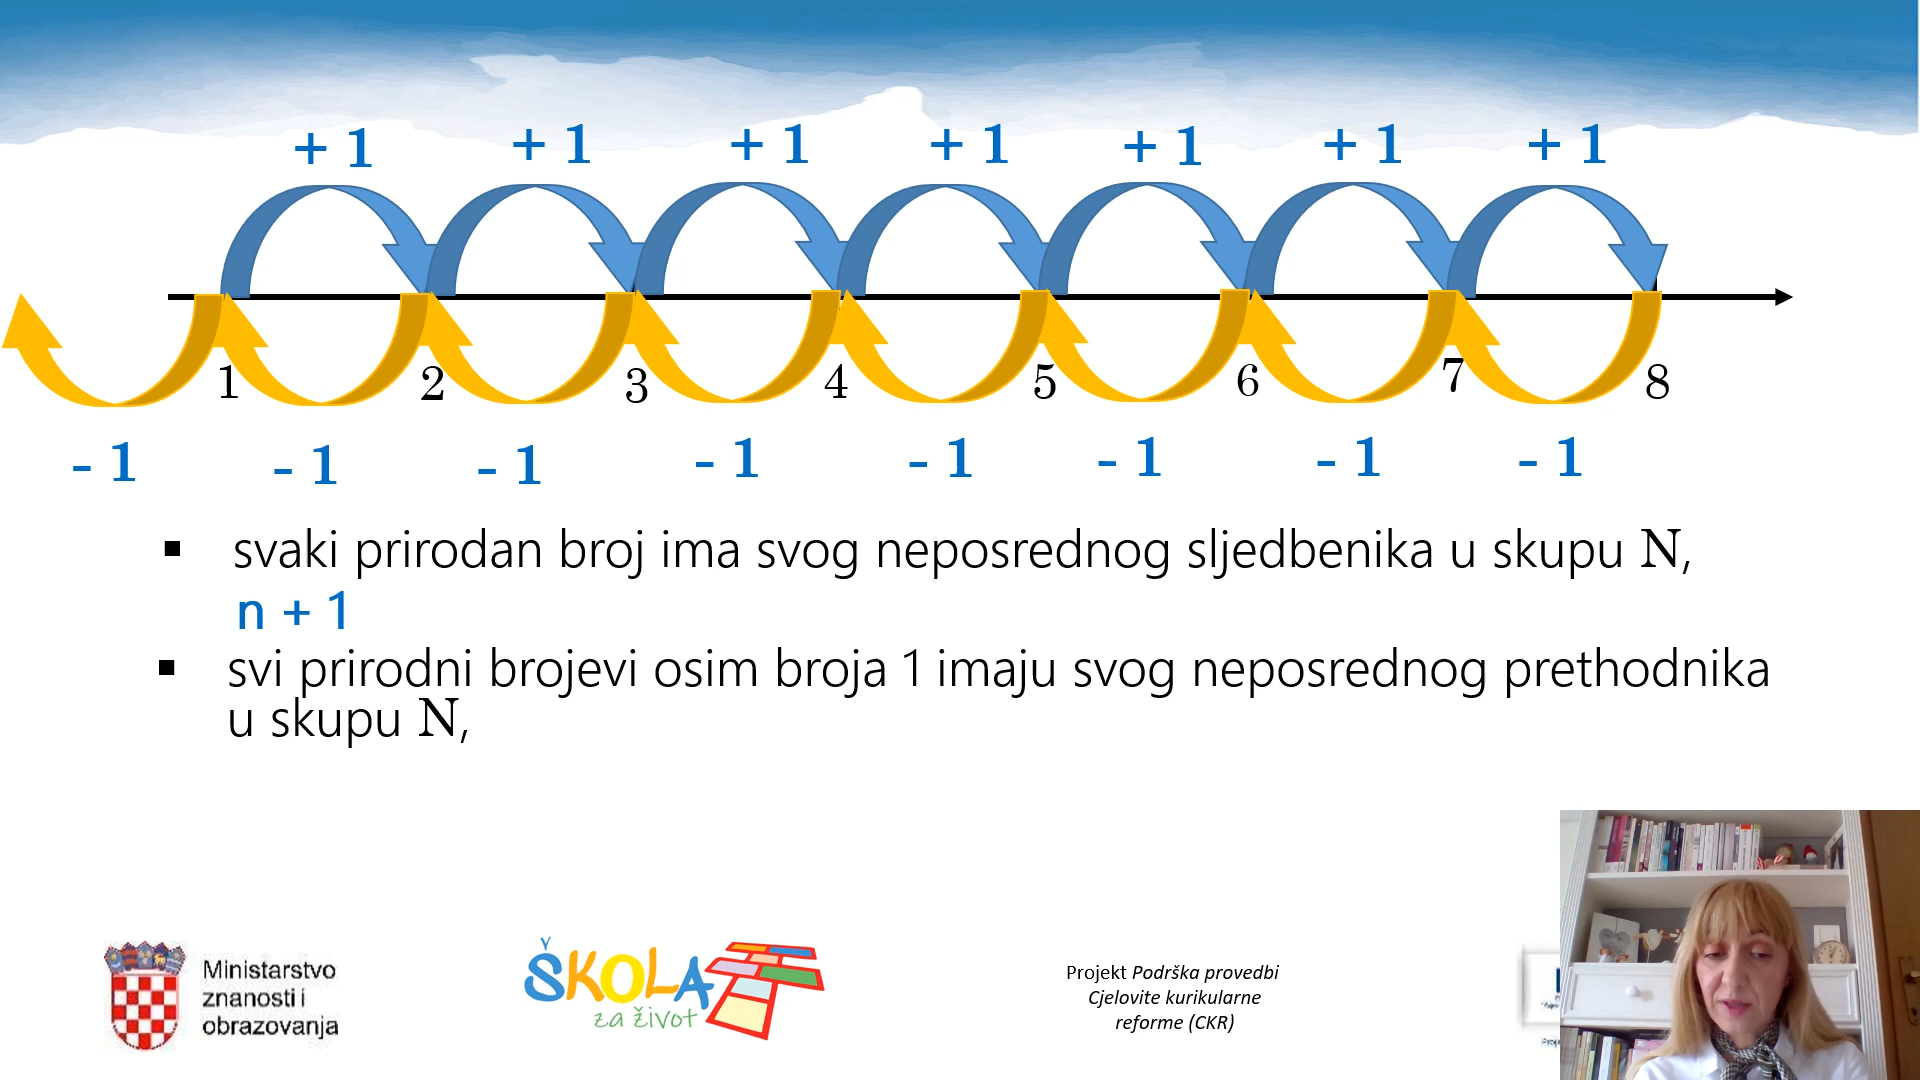 + 1 + 1 + 1 + 1 + 1 + 1 + 1
1 2 3 4 5 6 7 8
- 1 - 1 - 1 - 1 - 1 - 1 - 1 - 1
▪ svaki prirodan broj ima svog neposrednog sljedbenika u skupu N,
n + 1
▪ svi prirodni brojevi osim broja 1 imaju svog neposrednog prethodnika
u skupu N,
Ministarstvo
znanosti i
obrazovanja
ŠKOLA
za život
Projekt Podrška provedbi
Cjelovite kurikularne
reforme (CKR)